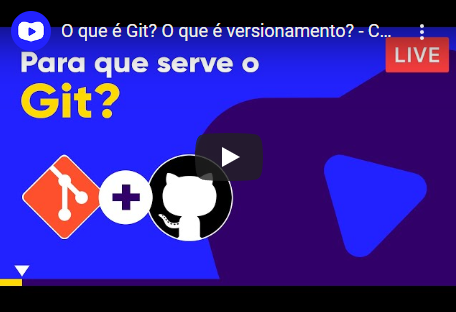 O que é Git? O que é versionamento? - C...
Para que serve o
Git?
LIVE